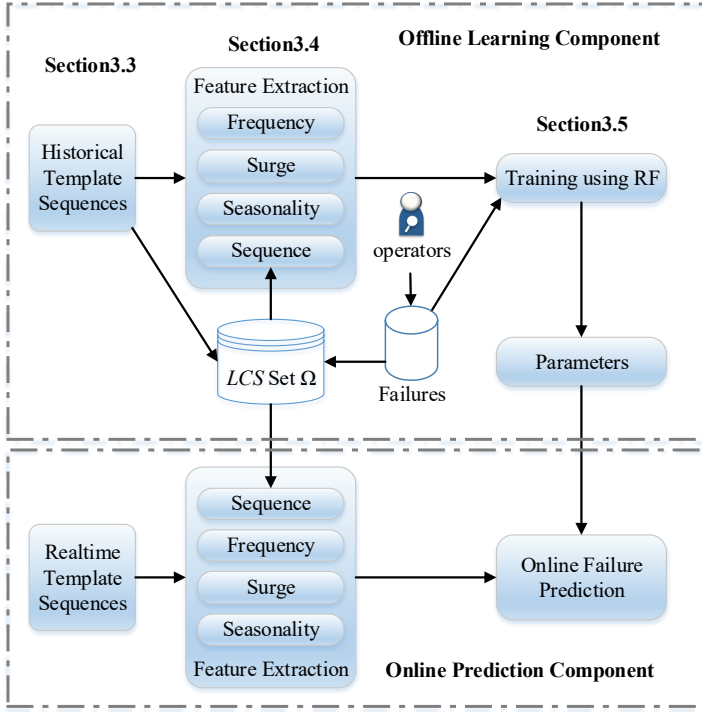 Offline Learning Component
Section3.3
Section3.4
Section3.5
Historical
Template
Sequences
Feature Extraction
Frequency
Surge
Seasonality
Sequence
Training using RF
operators
LCS Set Ω
Failures
Parameters
Realtime
Template
Sequences
Sequence
Frequency
Surge
Seasonality
Feature Extraction
Online Failure
Prediction
Online Prediction Component